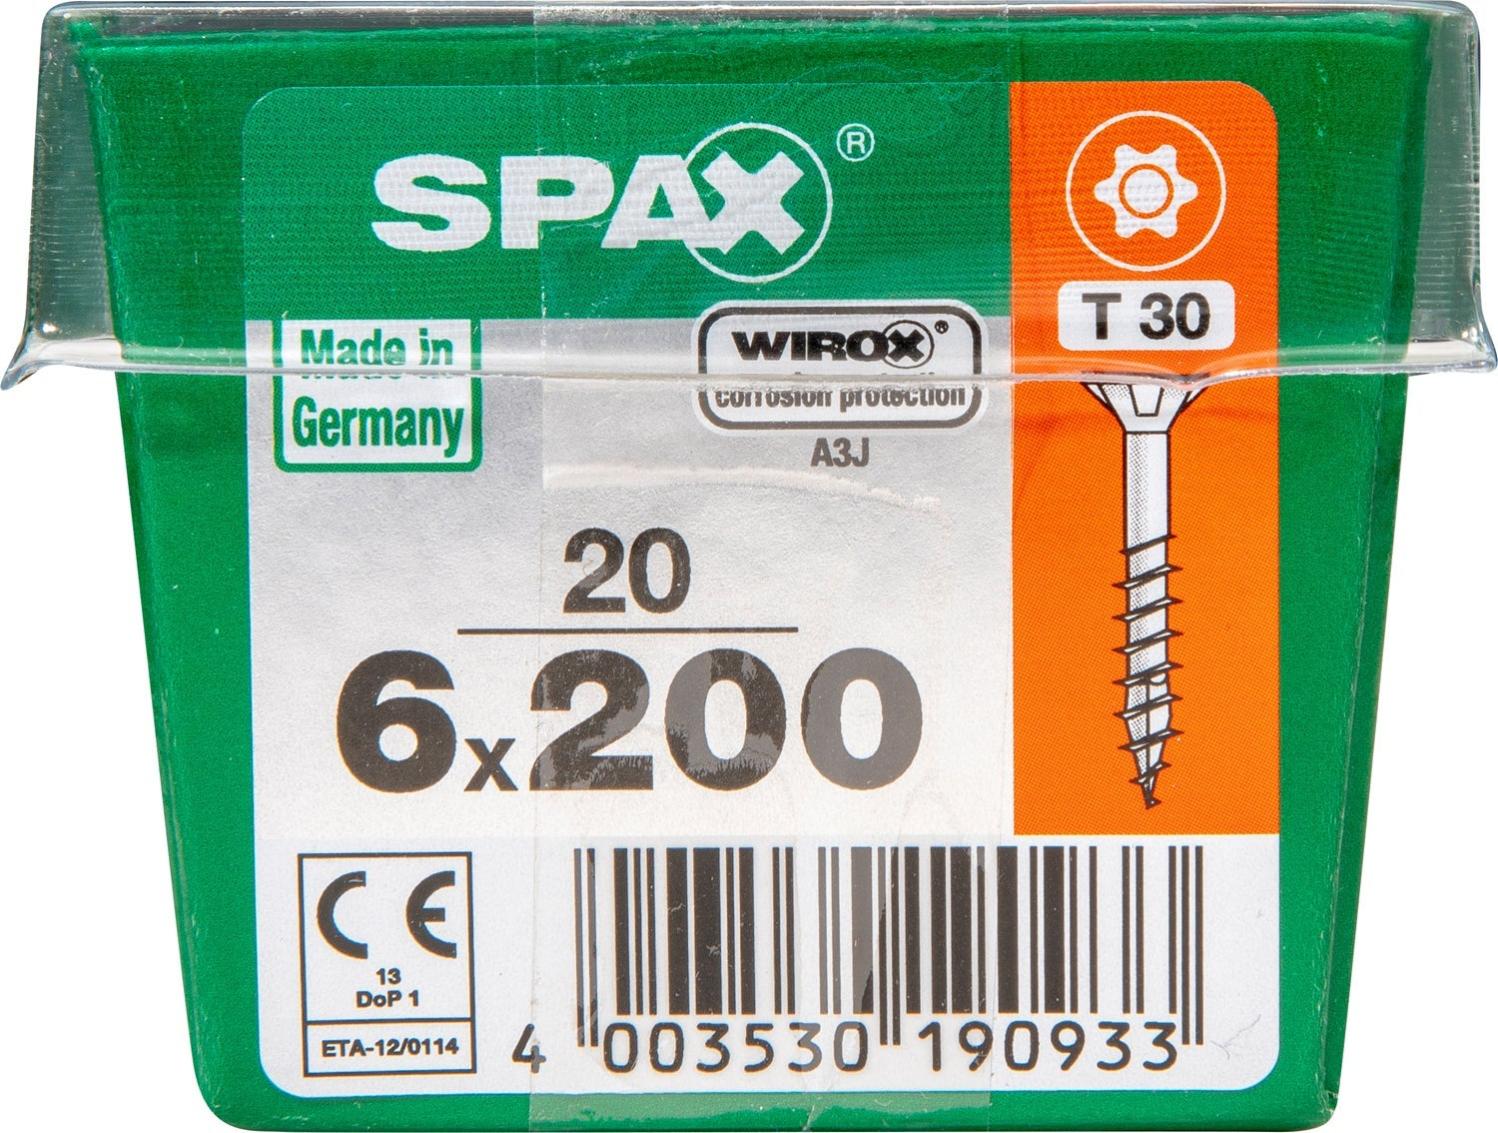 SPAX®
T 30
Made in
Germany
WIROX®
corrosion protection
A3J
20
6x200
CE
13
DoP 1
ETA-12/0114
4 003530 190933